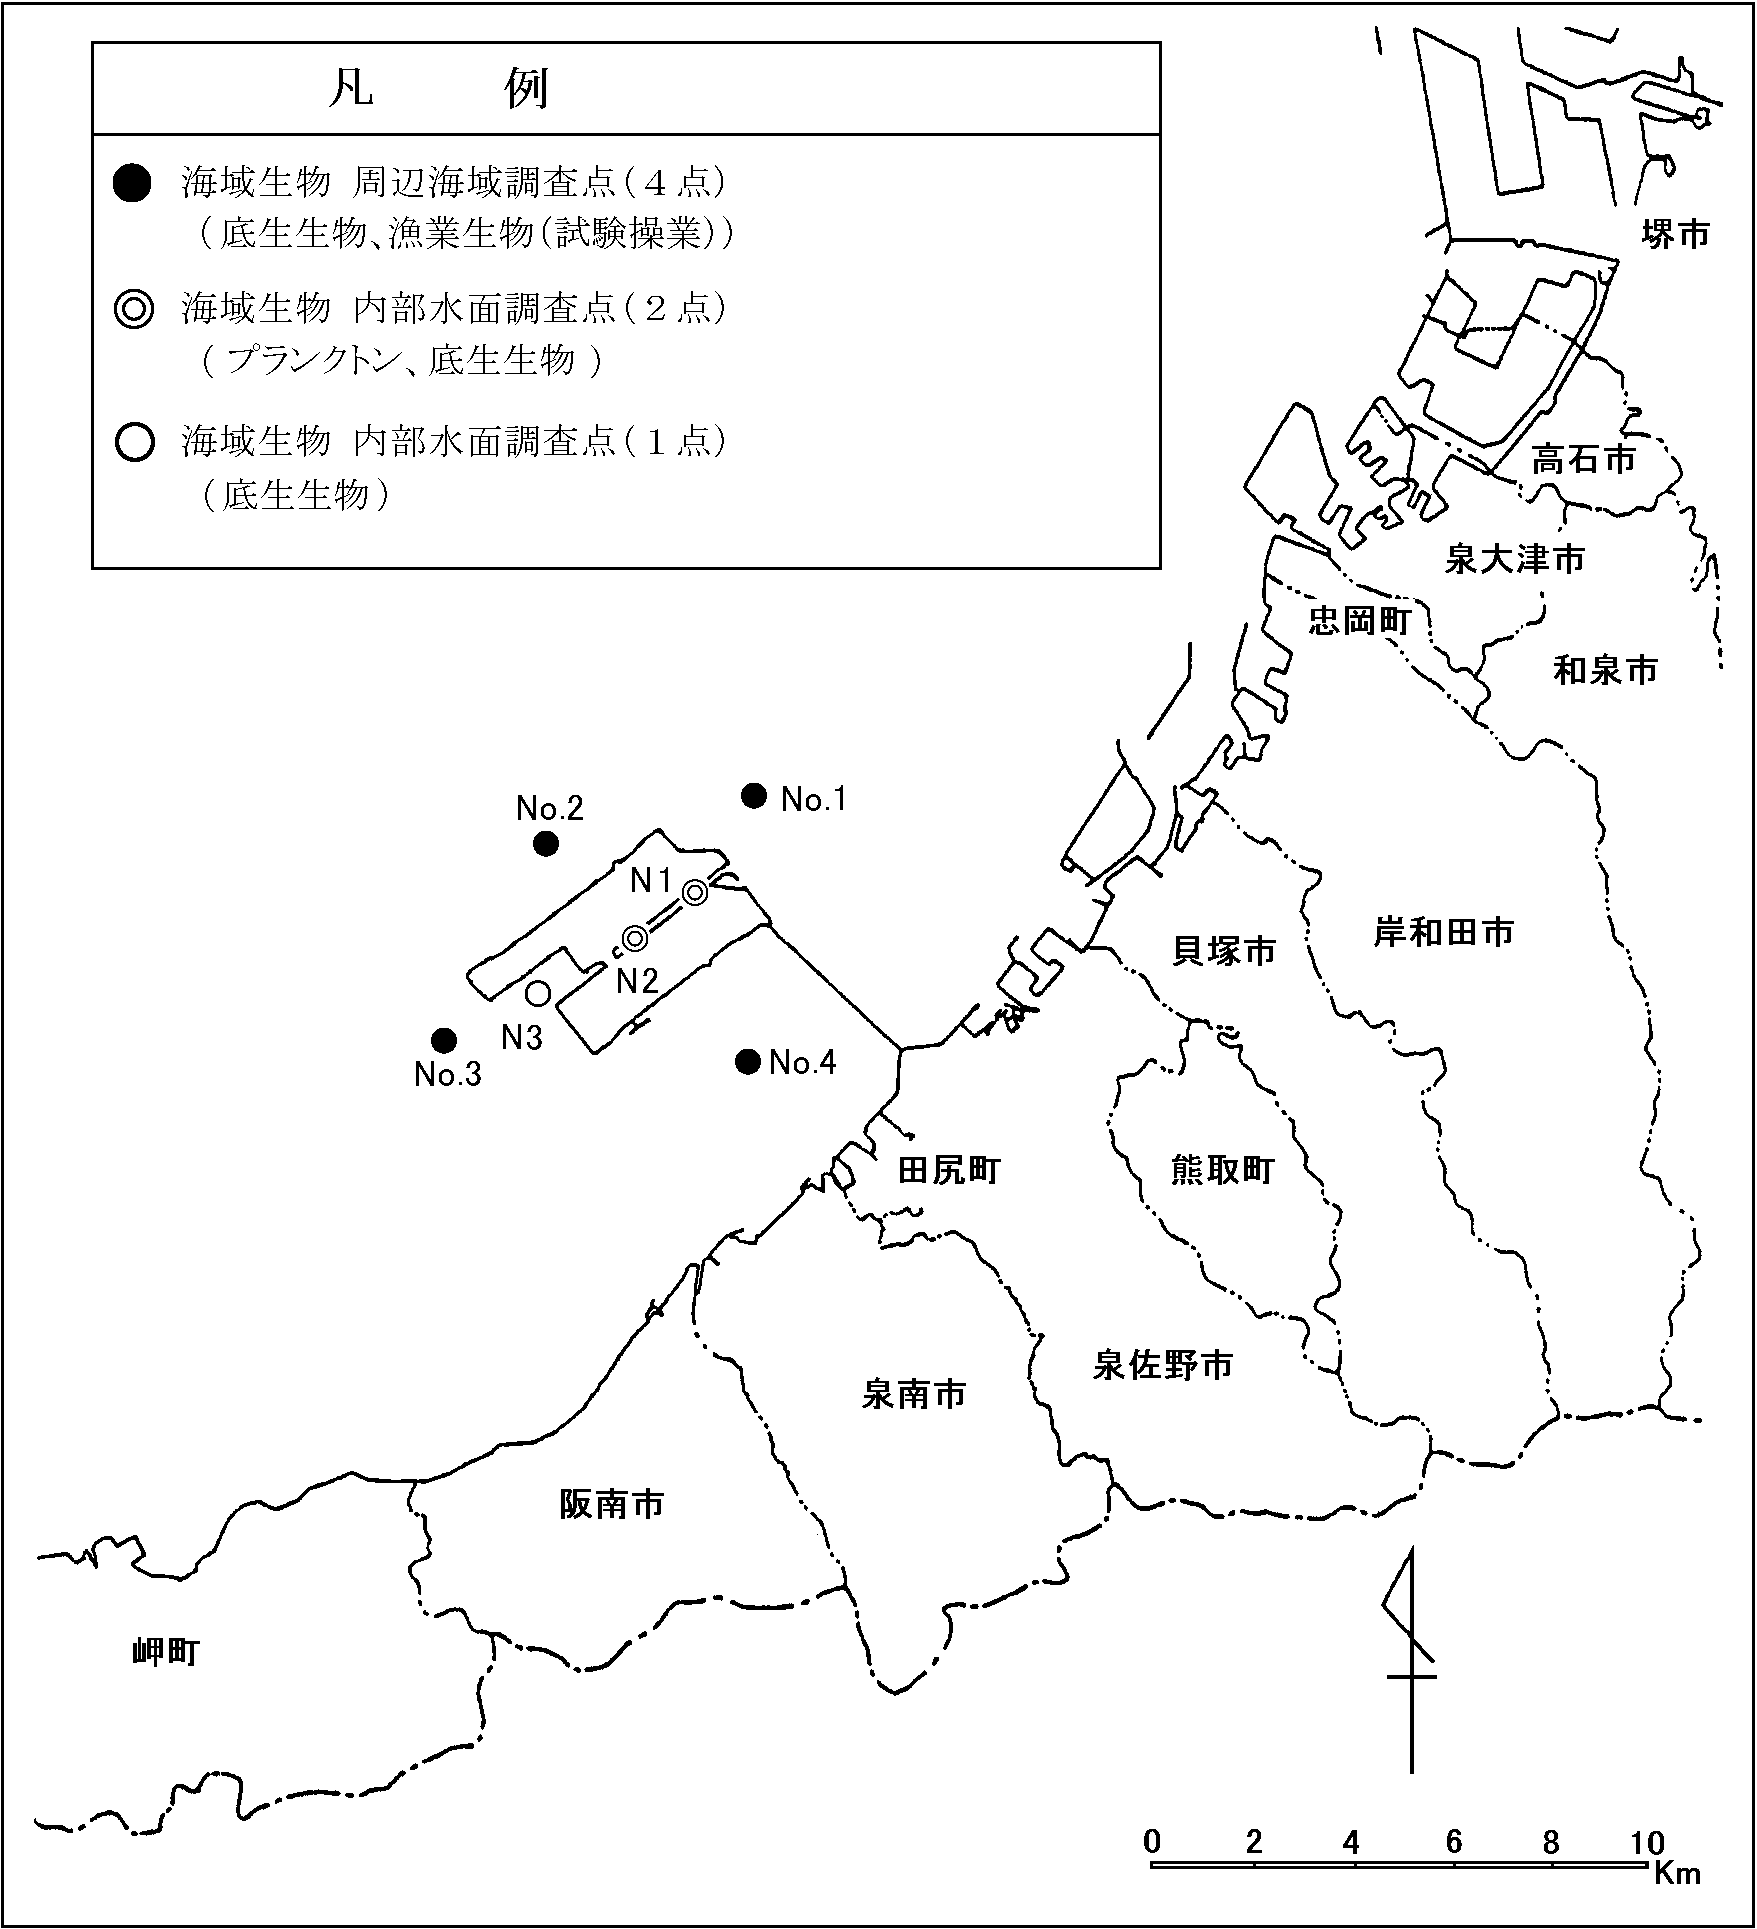 凡 例
海域生物 周辺海域調査点(4点)
(底生生物、漁業生物(試験操業))
海域生物 内部水面調査点(2点)
(プランクトン、底生生物)
海域生物 内部水面調査点(1点)
(底生生物)
堺市
高石市
泉大津市
忠岡町
和泉市
No.2
No.1
N1
岸和田市
貝塚市
N2
N3
No.3
No.4
田尻町
熊取町
泉佐野市
泉南市
阪南市
岬町
0 2 4 6 8 10
Km